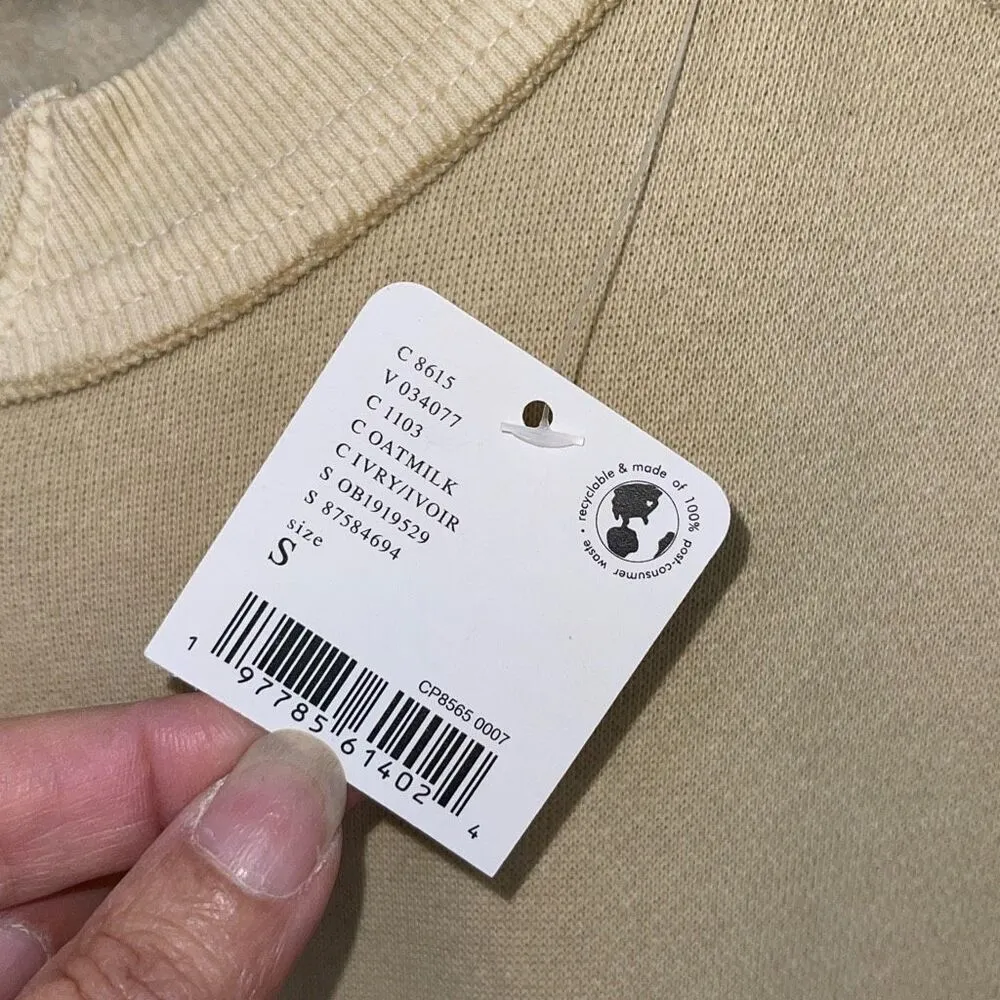 C 8615
V 034077
C 1103
C OATMILK
C IVRY/IVOIR
S OB1919529
S 87584694
size
S
recyclable & made of 100% post-consumer waste •
CP8565 0007
1 97785 61402 4